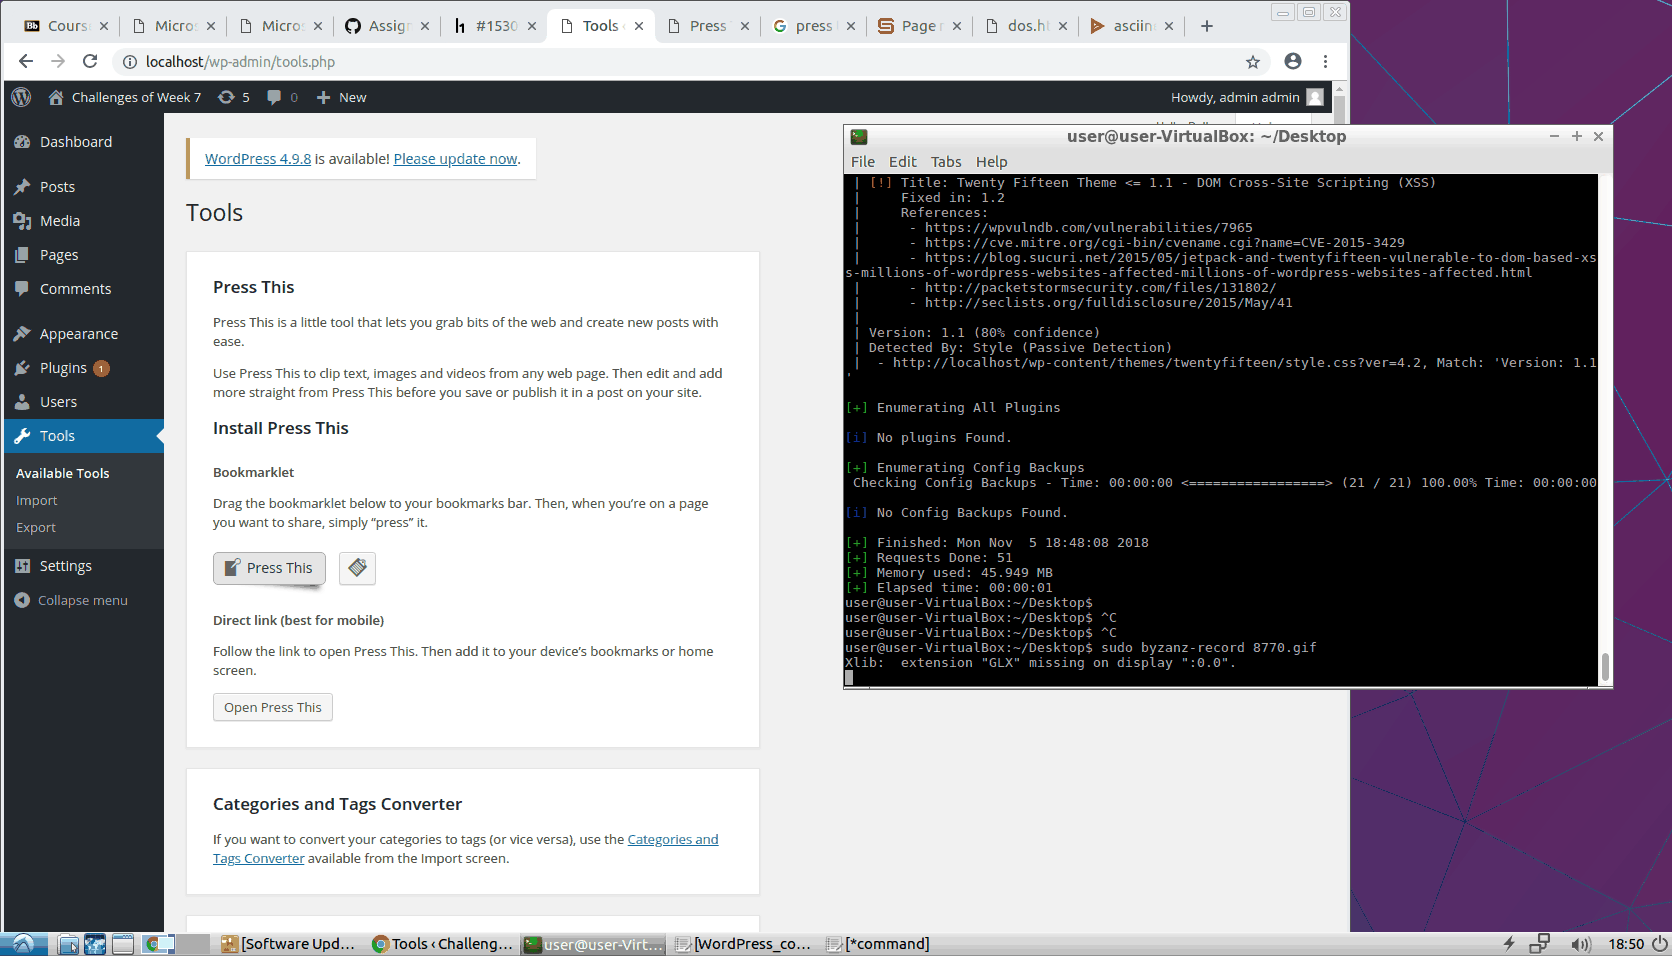 Cours
Micros
Micros
Assign
#1530
Tools
Press
press
Page n
dos.ht
asciin
localhost/wp-admin/tools.php
Challenges of Week 7
5
0
New
Howdy, admin admin
Dashboard
Posts
Media
Pages
Comments
Appearance
Plugins 1
Users
Tools
Available Tools
Import
Export
Settings
Collapse menu
WordPress 4.9.8 is available! Please update now.
Tools
Press This
Press This is a little tool that lets you grab bits of the web and create new posts with
ease.
Use Press This to clip text, images and videos from any web page. Then edit and add
more straight from Press This before you save or publish it in a post on your site.
Install Press This
Bookmarklet
Drag the bookmarklet below to your bookmarks bar. Then, when you’re on a page
you want to share, simply “press” it.
Press This
Direct link (best for mobile)
Follow the link to open Press This. Then add it to your device’s bookmarks or home
screen.
Open Press This
Categories and Tags Converter
If you want to convert your categories to tags (or vice versa), use the Categories and
Tags Converter available from the Import screen.
user@user-VirtualBox: ~/Desktop
File Edit Tabs Help
| [!] Title: Twenty Fifteen Theme <= 1.1 - DOM Cross-Site Scripting (XSS)
|     Fixed in: 1.2
|     References:
|      - https://wpvulndb.com/vulnerabilities/7965
|      - https://cve.mitre.org/cgi-bin/cvename.cgi?name=CVE-2015-3429
|      - https://blog.sucuri.net/2015/05/jetpack-and-twentyfifteen-vulnerable-to-dom-based-xs
s-millions-of-wordpress-websites-affected-millions-of-wordpress-websites-affected.html
|      - http://packetstormsecurity.com/files/131802/
|      - http://seclists.org/fulldisclosure/2015/May/41
|
| Version: 1.1 (80% confidence)
| Detected By: Style (Passive Detection)
|  - http://localhost/wp-content/themes/twentyfifteen/style.css?ver=4.2, Match: 'Version: 1.1
'
[+] Enumerating All Plugins
[i] No plugins Found.
[+] Enumerating Config Backups
Checking Config Backups - Time: 00:00:00 <=================> (21 / 21) 100.00% Time: 00:00:00
[i] No Config Backups Found.
[+] Finished: Mon Nov  5 18:48:08 2018
[+] Requests Done: 51
[+] Memory used: 45.949 MB
[+] Elapsed time: 00:00:01
user@user-VirtualBox:~/Desktop$
user@user-VirtualBox:~/Desktop$ ^C
user@user-VirtualBox:~/Desktop$ ^C
user@user-VirtualBox:~/Desktop$ sudo byzanz-record 8770.gif
Xlib:  extension "GLX" missing on display ":0.0".
[Software Upd...
Tools ‹ Challeng...
user@user-Virt...
[WordPress_co...
[*command]
18:50